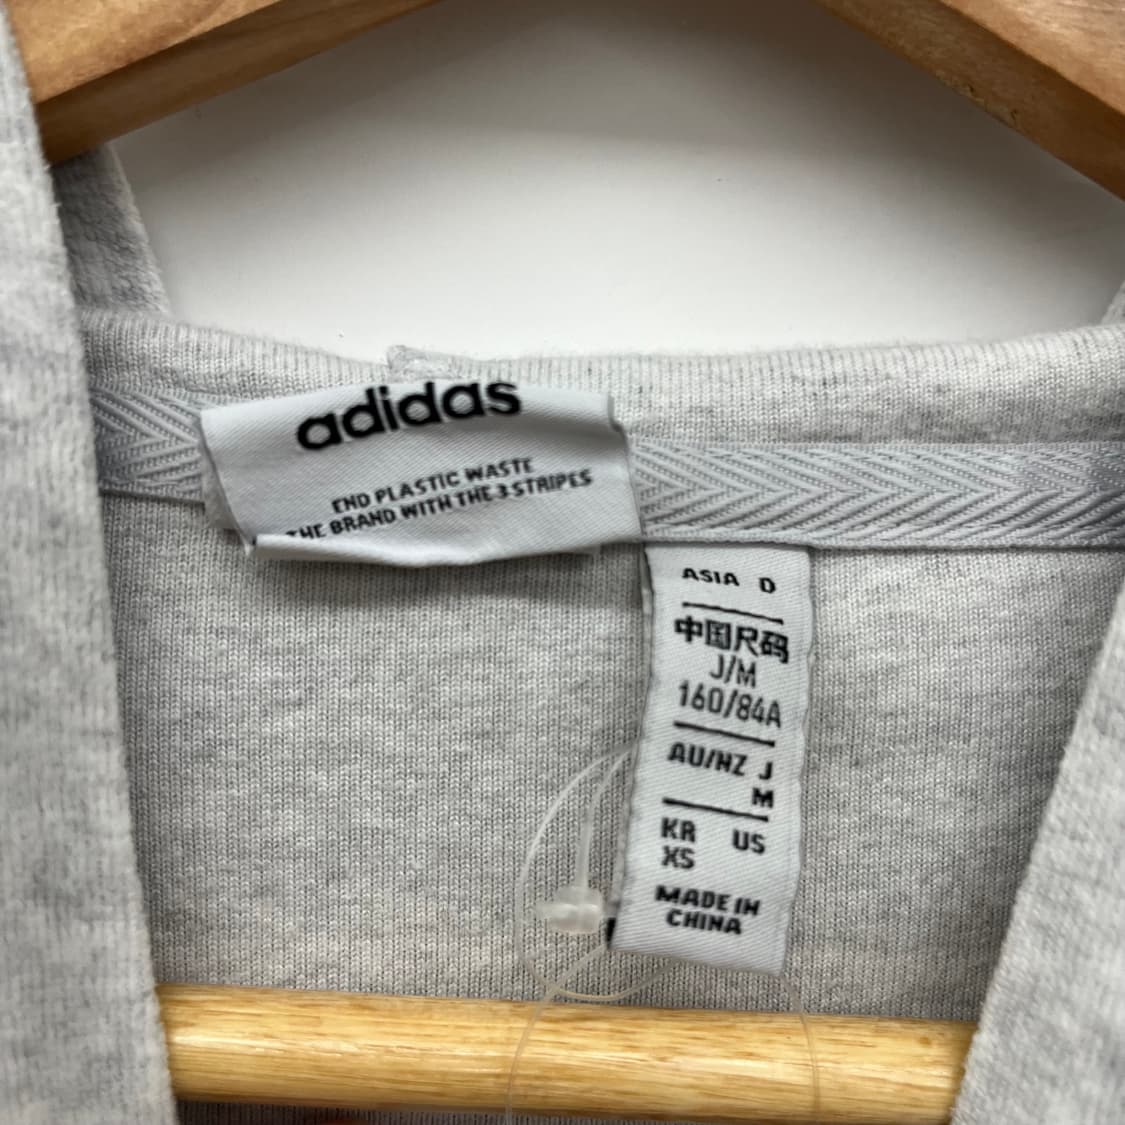 adidas
END PLASTIC WASTE
THE BRAND WITH THE 3 STRIPES
ASIA D
中国尺码
J/M
160/84A
AU/NZ J
M
KR US
XS
MADE IN
CHINA